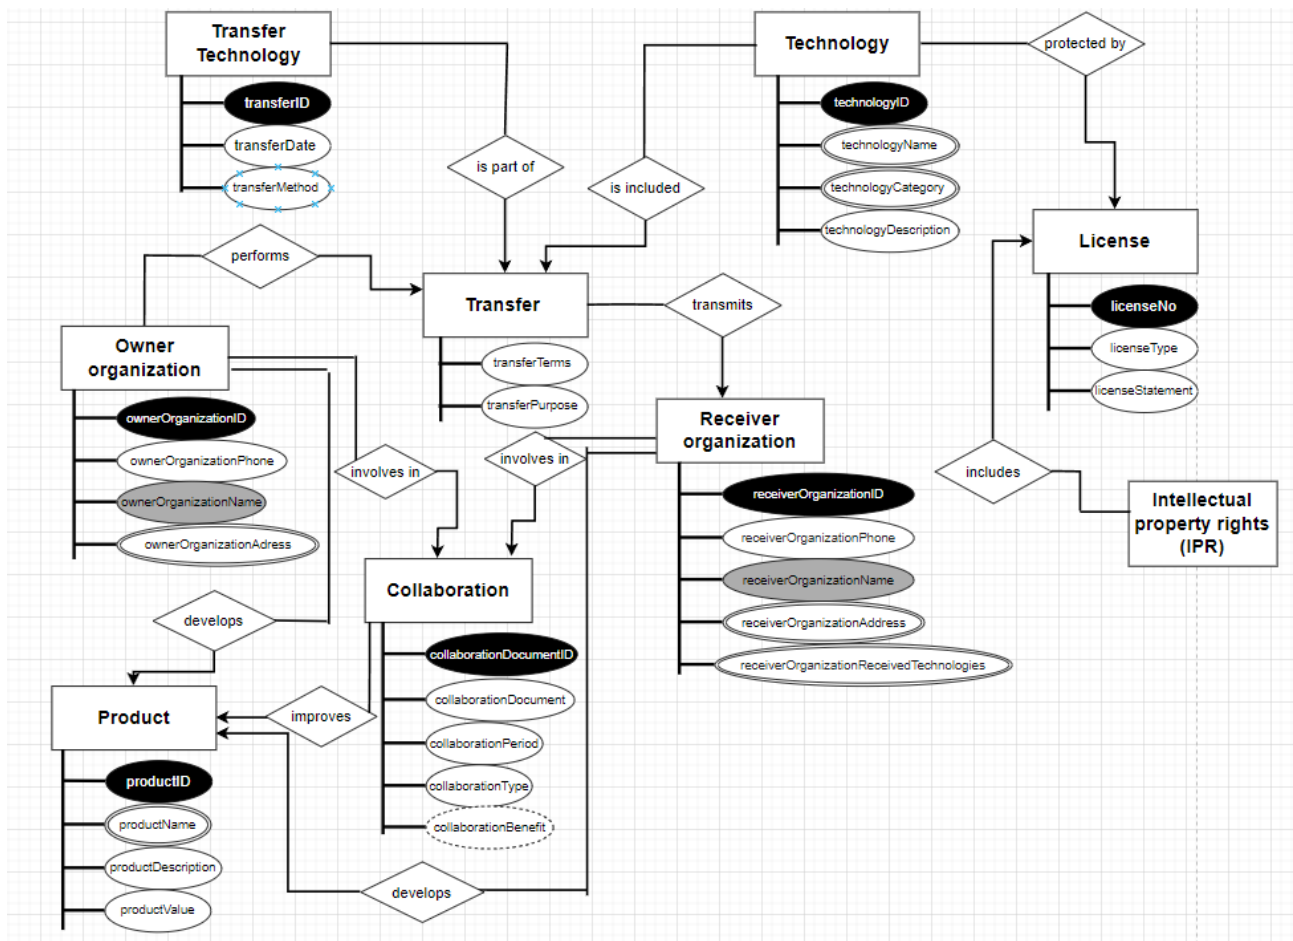 Transfer
Technology
transferID
transferDate
transferMethod
is part of
Technology
technologyID
technologyName
technologyCategory
technologyDescription
is included
protected by
License
licenseNo
licenseType
licenseStatement
performs
Transfer
transferTerms
transferPurpose
transmits
Owner
organization
ownerOrganizationID
ownerOrganizationPhone
ownerOrganizationName
ownerOrganizationAdress
involves in
involves in
Receiver
organization
receiverOrganizationID
receiverOrganizationPhone
receiverOrganizationName
receiverOrganizationAddress
receiverOrganizationReceivedTechnologies
includes
Intellectual
property rights
(IPR)
Collaboration
collaborationDocumentID
collaborationDocument
collaborationPeriod
collaborationType
collaborationBenefit
develops
Product
productID
productName
productDescription
productValue
improves
develops